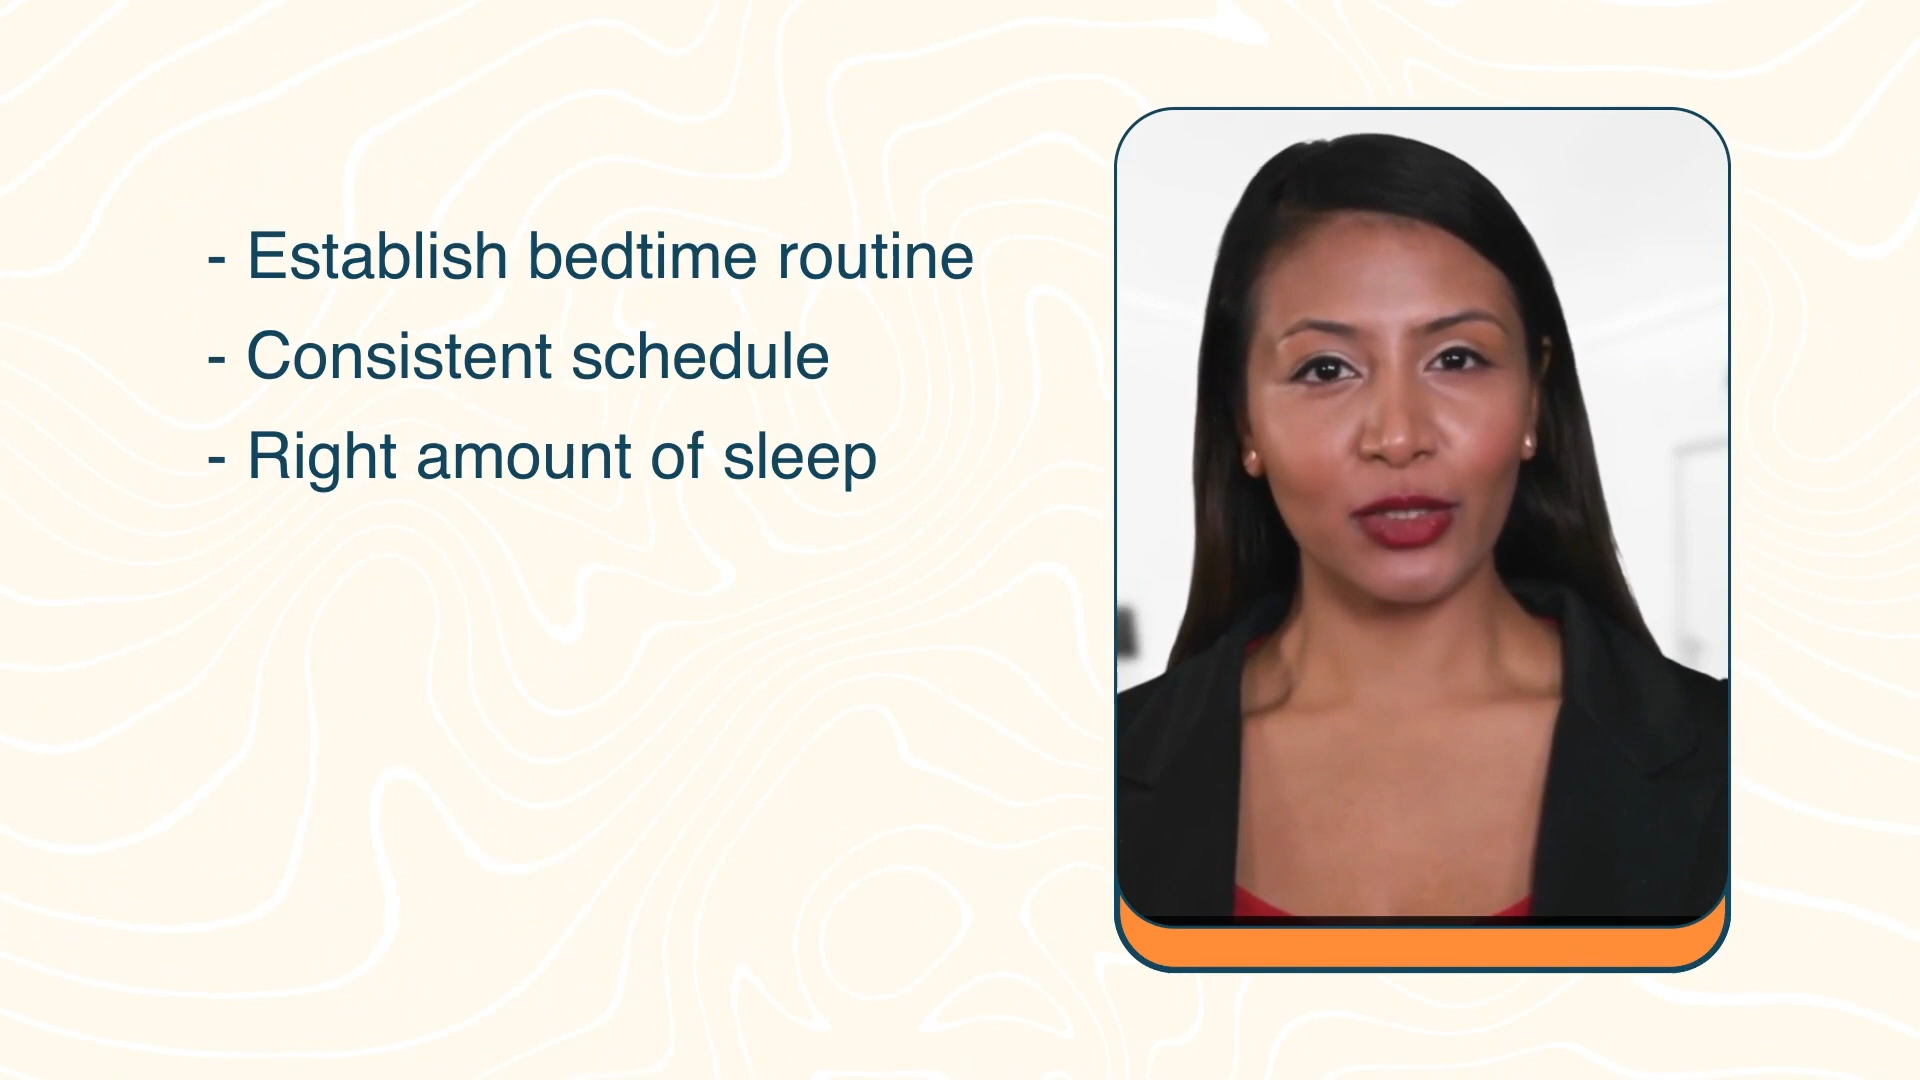 - Establish bedtime routine
- Consistent schedule
- Right amount of sleep